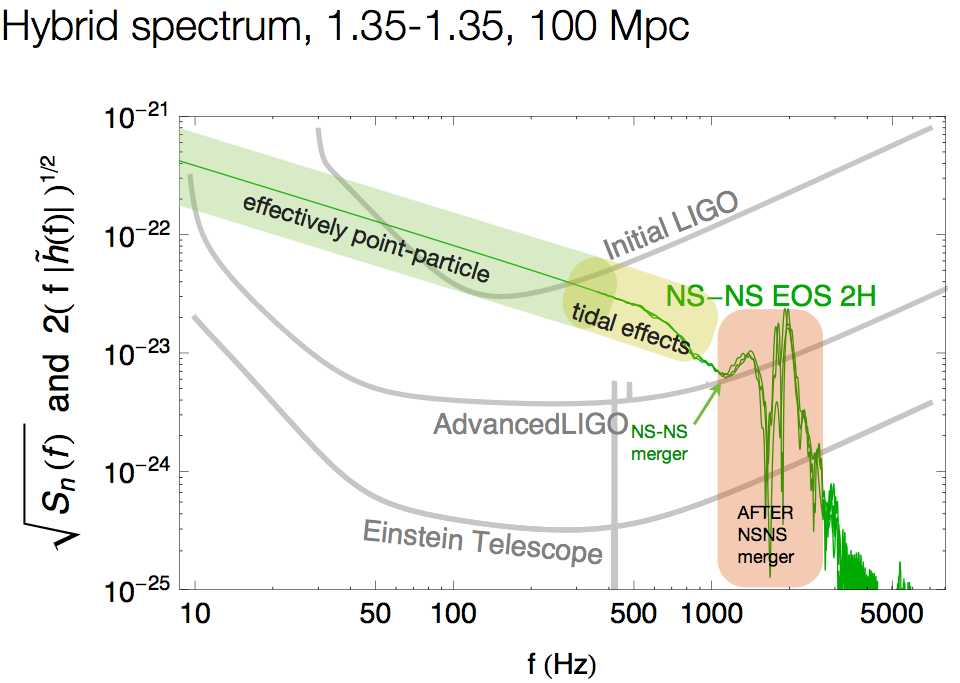 Hybrid spectrum, 1.35-1.35, 100 Mpc
√Sₙ(f) and 2( f |h̃(f)| )^1/2
10⁻²¹
10⁻²²
10⁻²³
10⁻²⁴
10⁻²⁵
effectively point-particle
Initial LIGO
tidal effects
NS–NS EOS 2H
AdvancedLIGO
NS-NS
merger
Einstein Telescope
AFTER
NSNS
merger
10 50 100 500 1000 5000
f (Hz)